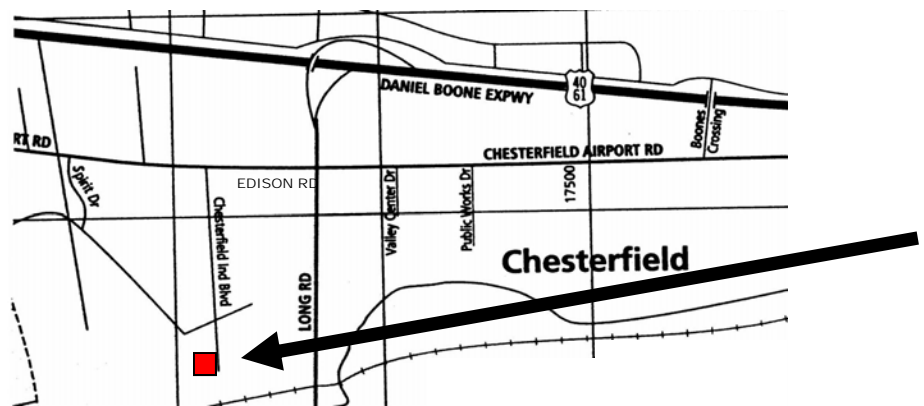 DANIEL BOONE EXPWY
40
61
Boones
Crossing
RT RD
CHESTERFIELD AIRPORT RD
Spirit Dr
EDISON RD
Chesterfield Ind Blvd
Valley Center Dr
Public Works Dr
17500
Chesterfield
LONG RD